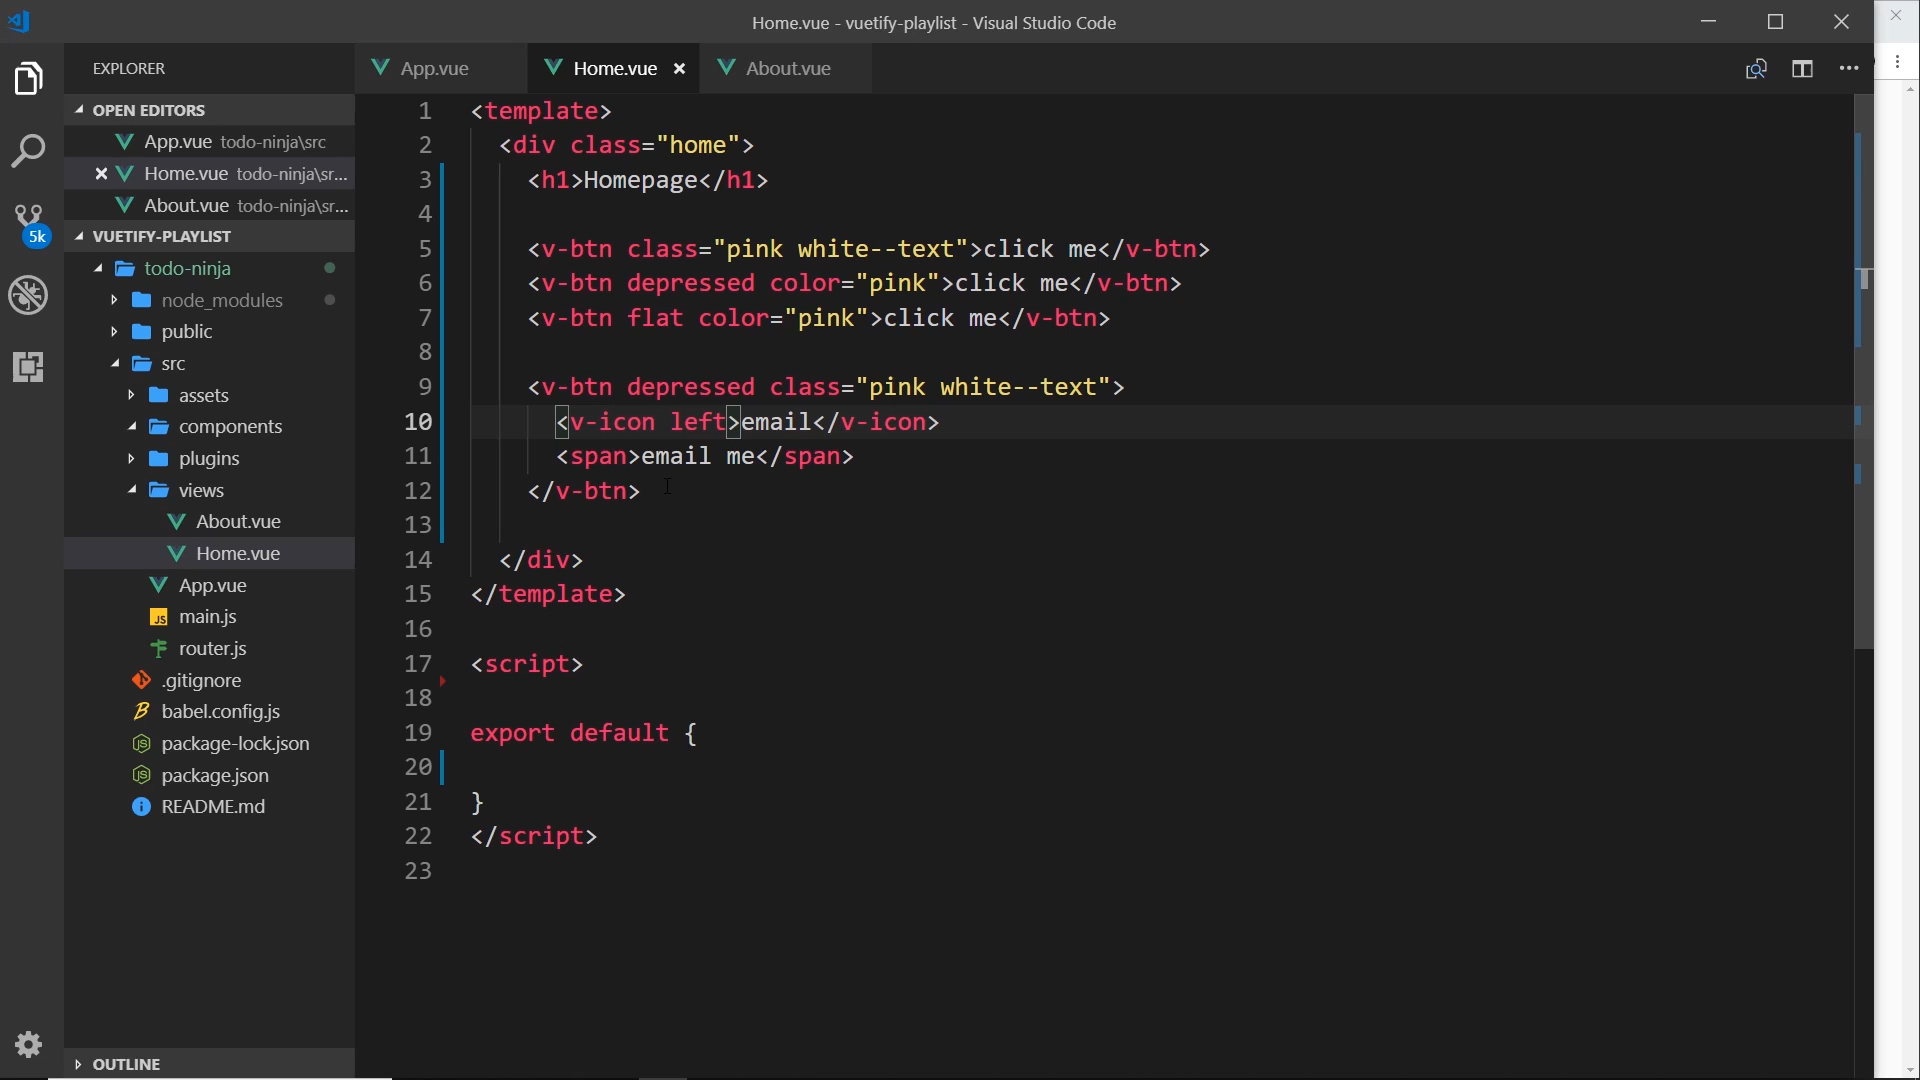 Home.vue - vuetify-playlist - Visual Studio Code
EXPLORER
App.vue
Home.vue
About.vue
OPEN EDITORS
App.vue todo-ninja\src
Home.vue todo-ninja\sr...
About.vue todo-ninja\sr...
5k
VUETIFY-PLAYLIST
todo-ninja
node_modules
public
src
assets
components
plugins
views
About.vue
Home.vue
App.vue
JS main.js
router.js
.gitignore
babel.config.js
package-lock.json
package.json
README.md
OUTLINE
1 <template>
2 <div class="home">
3 <h1>Homepage</h1>
4
5 <v-btn class="pink white--text">click me</v-btn>
6 <v-btn depressed color="pink">click me</v-btn>
7 <v-btn flat color="pink">click me</v-btn>
8
9 <v-btn depressed class="pink white--text">
10 <v-icon left>email</v-icon>
11 <span>email me</span>
12 </v-btn>
13
14 </div>
15 </template>
16
17 <script>
18
19 export default {
20
21 }
22 </script>
23